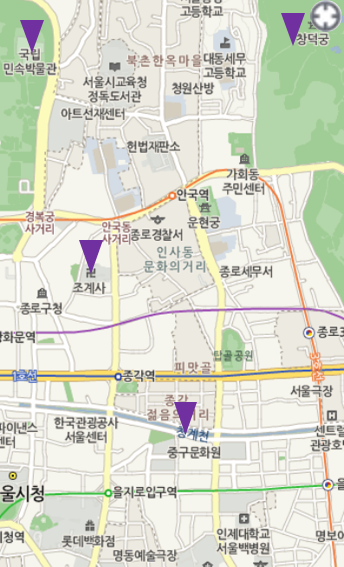 고등학교
국립
민속박물관
북촌한옥마을
대동세무
고등학교
창덕궁
서울시교육청
정독도서관
청원산방
아트선재센터
헌법재판소
가회동
주민센터
안국역
경복궁
사거리
안국동
사거리
종로경찰서
운현궁
인사동
문화의거리
종로세무서
조계사
종로구청
화문역
종로3
탑골공원
피맛골
1호선
종각역
서울극장
종각
젊음의거리
청계천
한국관광공사
서울센터
파이낸스
센터
중구문화원
센트럴
관광호
울시청
을지로입구역
을
시청역
롯데백화점
명동예술극장
인제대학교
서울백병원
명보아